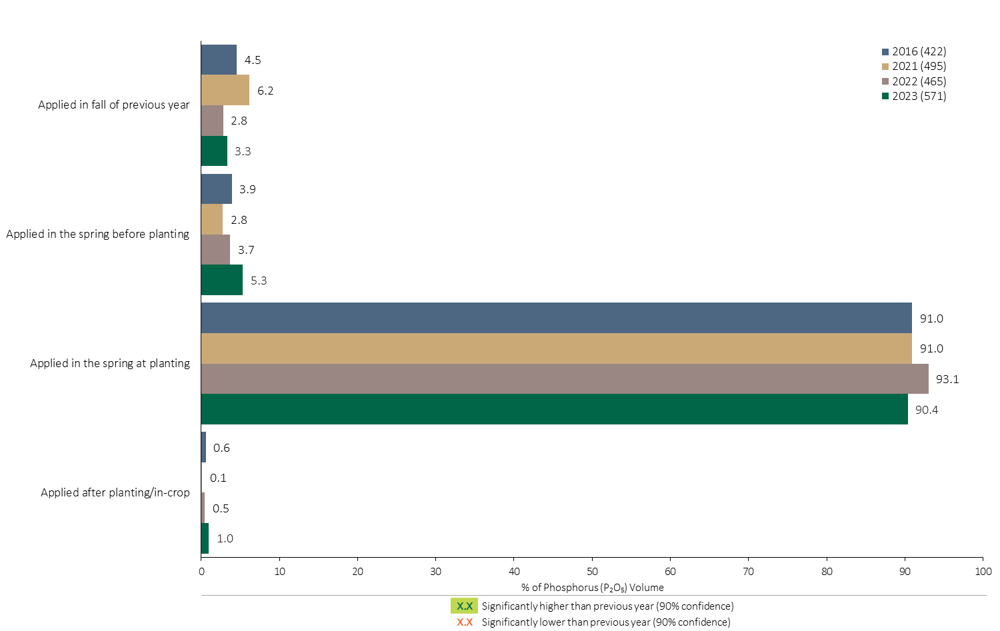 2016 (422)
2021 (495)
2022 (465)
2023 (571)
Applied in fall of previous year
4.5
6.2
2.8
3.3
Applied in the spring before planting
3.9
2.8
3.7
5.3
Applied in the spring at planting
91.0
91.0
93.1
90.4
Applied after planting/in-crop
0.6
0.1
0.5
1.0
0 10 20 30 40 50 60 70 80 90 100
% of Phosphorus (P₂O₅) Volume
X.X Significantly higher than previous year (90% confidence)
X.X Significantly lower than previous year (90% confidence)